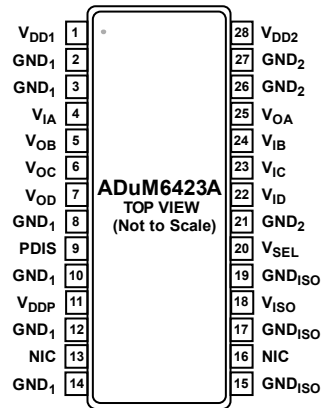 VDD1 1 28 VDD2
GND1 2 27 GND2
GND1 3 26 GND2
VIA 4 25 VOA
VOB 5 24 VIB
VOC 6 23 VIC
VOD 7 ADuM6423A 22 VID
TOP VIEW
GND1 8 (Not to Scale) 21 GND2
PDIS 9 20 VSEL
GND1 10 19 GNDISO
VDDP 11 18 VISO
GND1 12 17 GNDISO
NIC 13 16 NIC
GND1 14 15 GNDISO